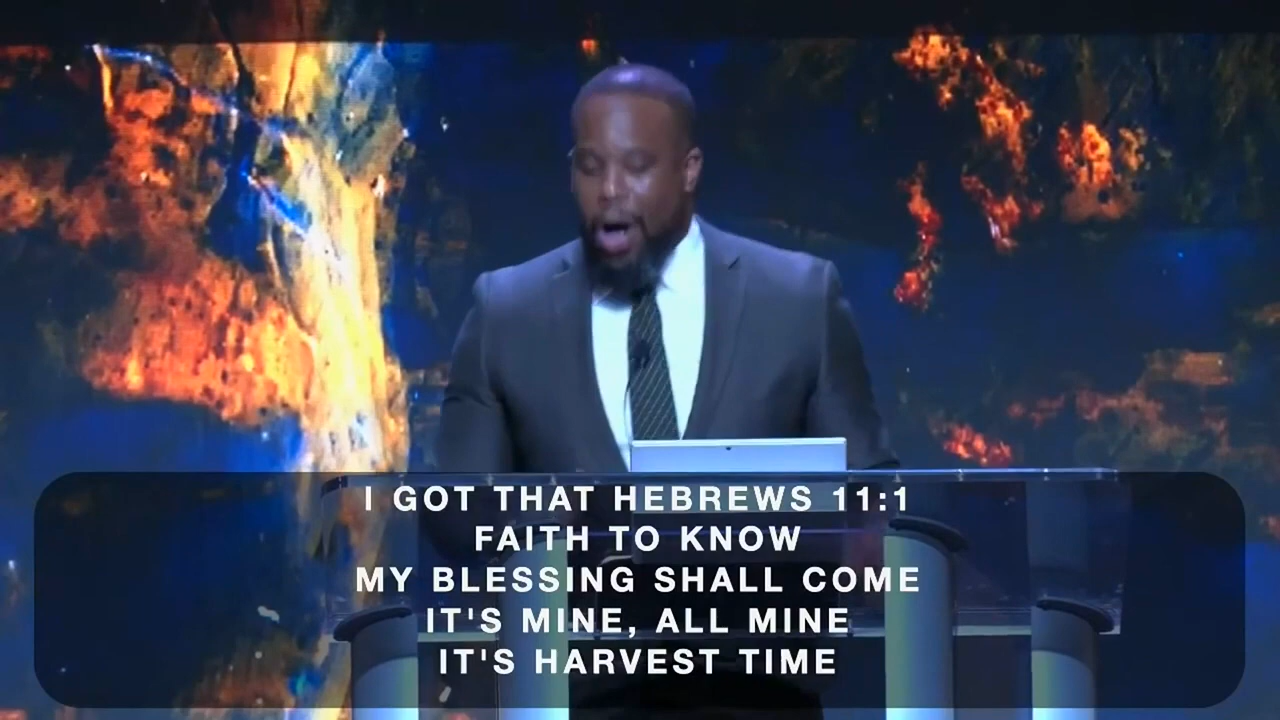 I GOT THAT HEBREWS 11:1
FAITH TO KNOW
MY BLESSING SHALL COME
IT'S MINE, ALL MINE
IT'S HARVEST TIME